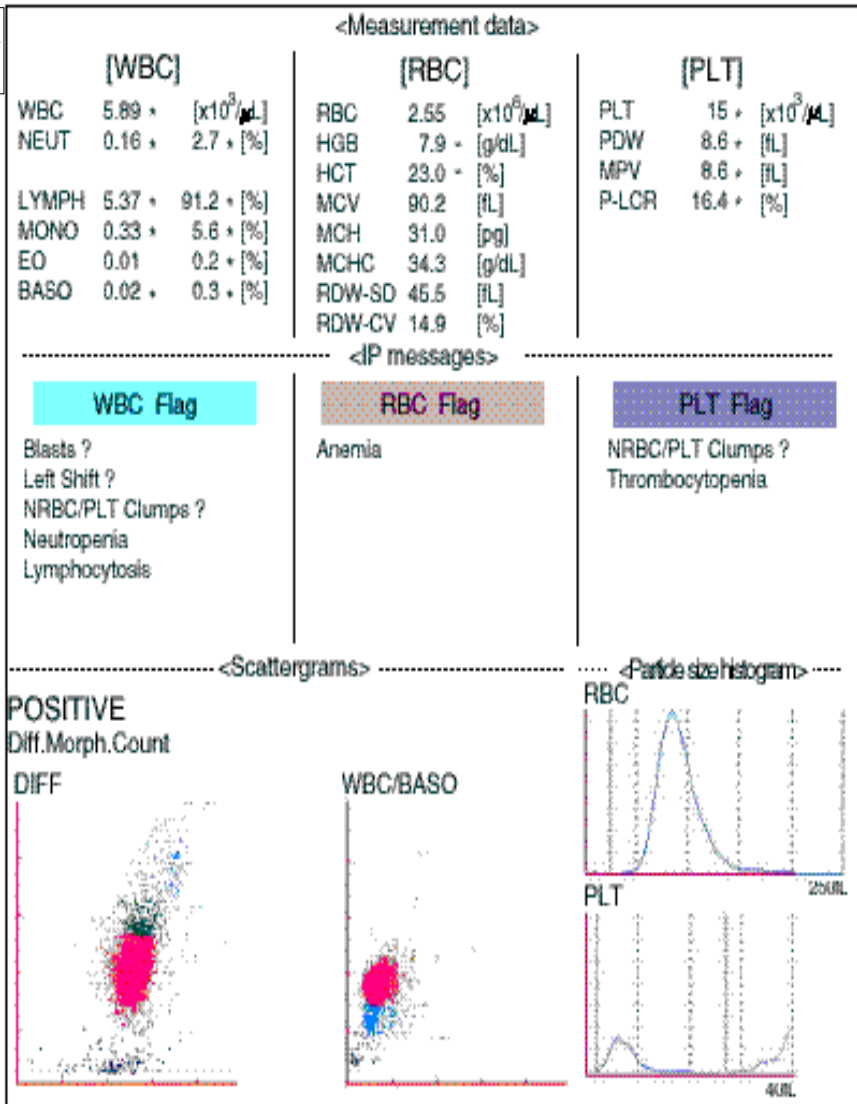 <Measurement data>
[WBC]
WBC 5.89 * [x10³/µL]
NEUT 0.16 * 2.7 * [%]
LYMPH 5.37 * 91.2 * [%]
MONO 0.33 * 5.6 * [%]
EO 0.01 0.2 * [%]
BASO 0.02 * 0.3 * [%]
[RBC]
RBC 2.55 [x10⁶/µL]
HGB 7.9 - [g/dL]
HCT 23.0 - [%]
MCV 90.2 [fL]
MCH 31.0 [pg]
MCHC 34.3 [g/dL]
RDW-SD 45.5 [fL]
RDW-CV 14.9 [%]
[PLT]
PLT 15 * [x10³/µL]
PDW 8.6 * [fL]
MPV 8.6 * [fL]
P-LCR 16.4 * [%]
<IP messages>
WBC Flag
Blasts ?
Left Shift ?
NRBC/PLT Clumps ?
Neutropenia
Lymphocytosis
RBC Flag
Anemia
PLT Flag
NRBC/PLT Clumps ?
Thrombocytopenia
<Scattergrams>
POSITIVE
Diff.Morph.Count
DIFF
WBC/BASO
<Particle size histogram>
RBC
250fL
PLT
40fL